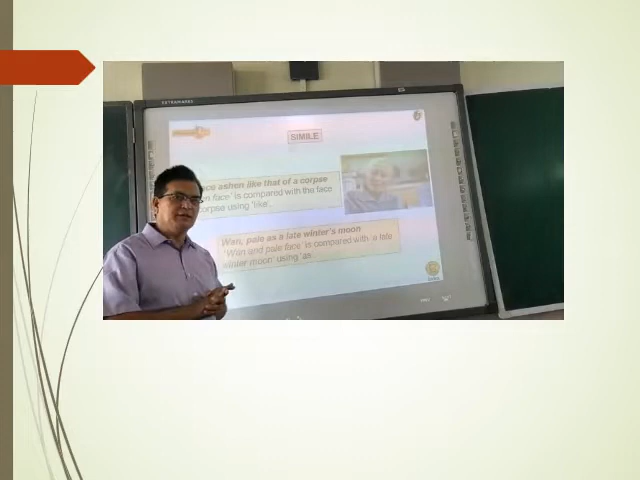 SIMILE
ce ashen like that of a corpse
n face' is compared with the face
corpse using 'like'.
Wan, pale as a late winter's moon
'Wan and pale face' is compared with 'a late
winter moon' using 'as'.